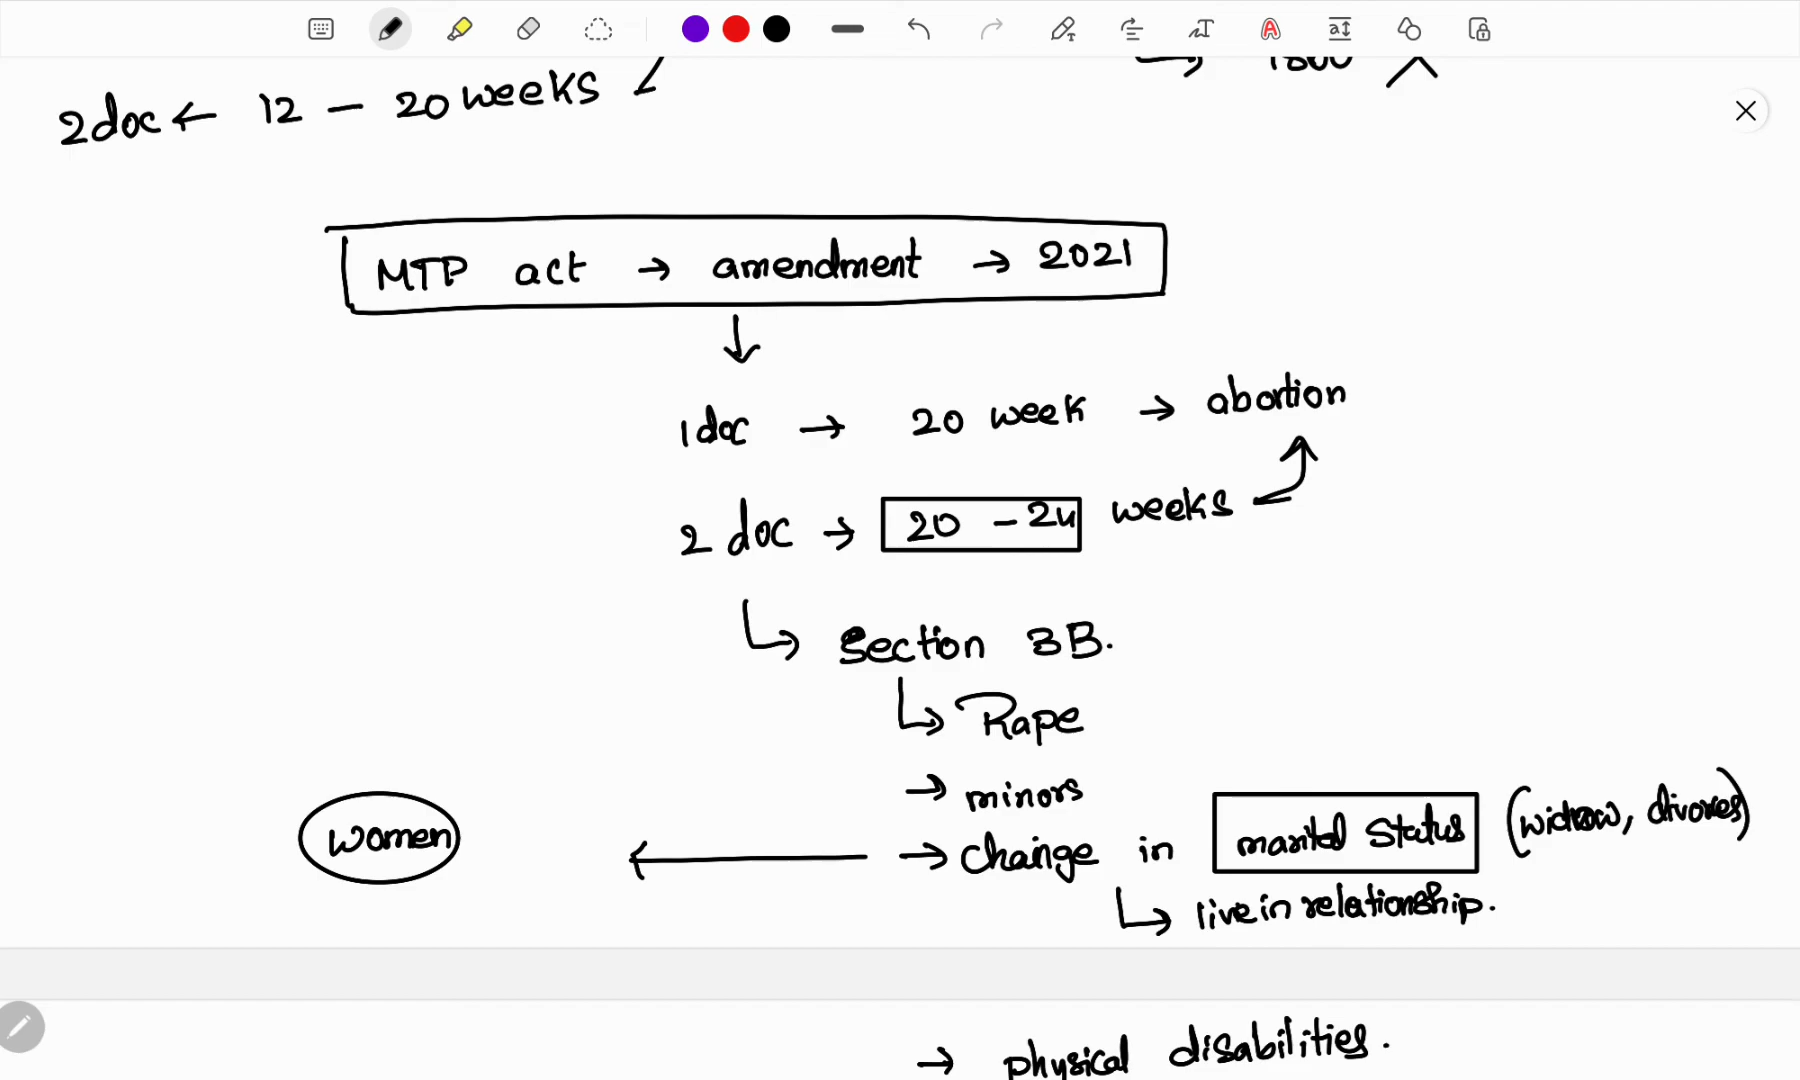 2doc ← 12 – 20 weeks
MTP act → amendment → 2021
1doc → 20 week → abortion
2 doc → 20 – 24 weeks
Section 3B.
Rape
→ minors
women ← → change in marital Status (widow, divorces)
live in relationship.
→ physical disabilities.